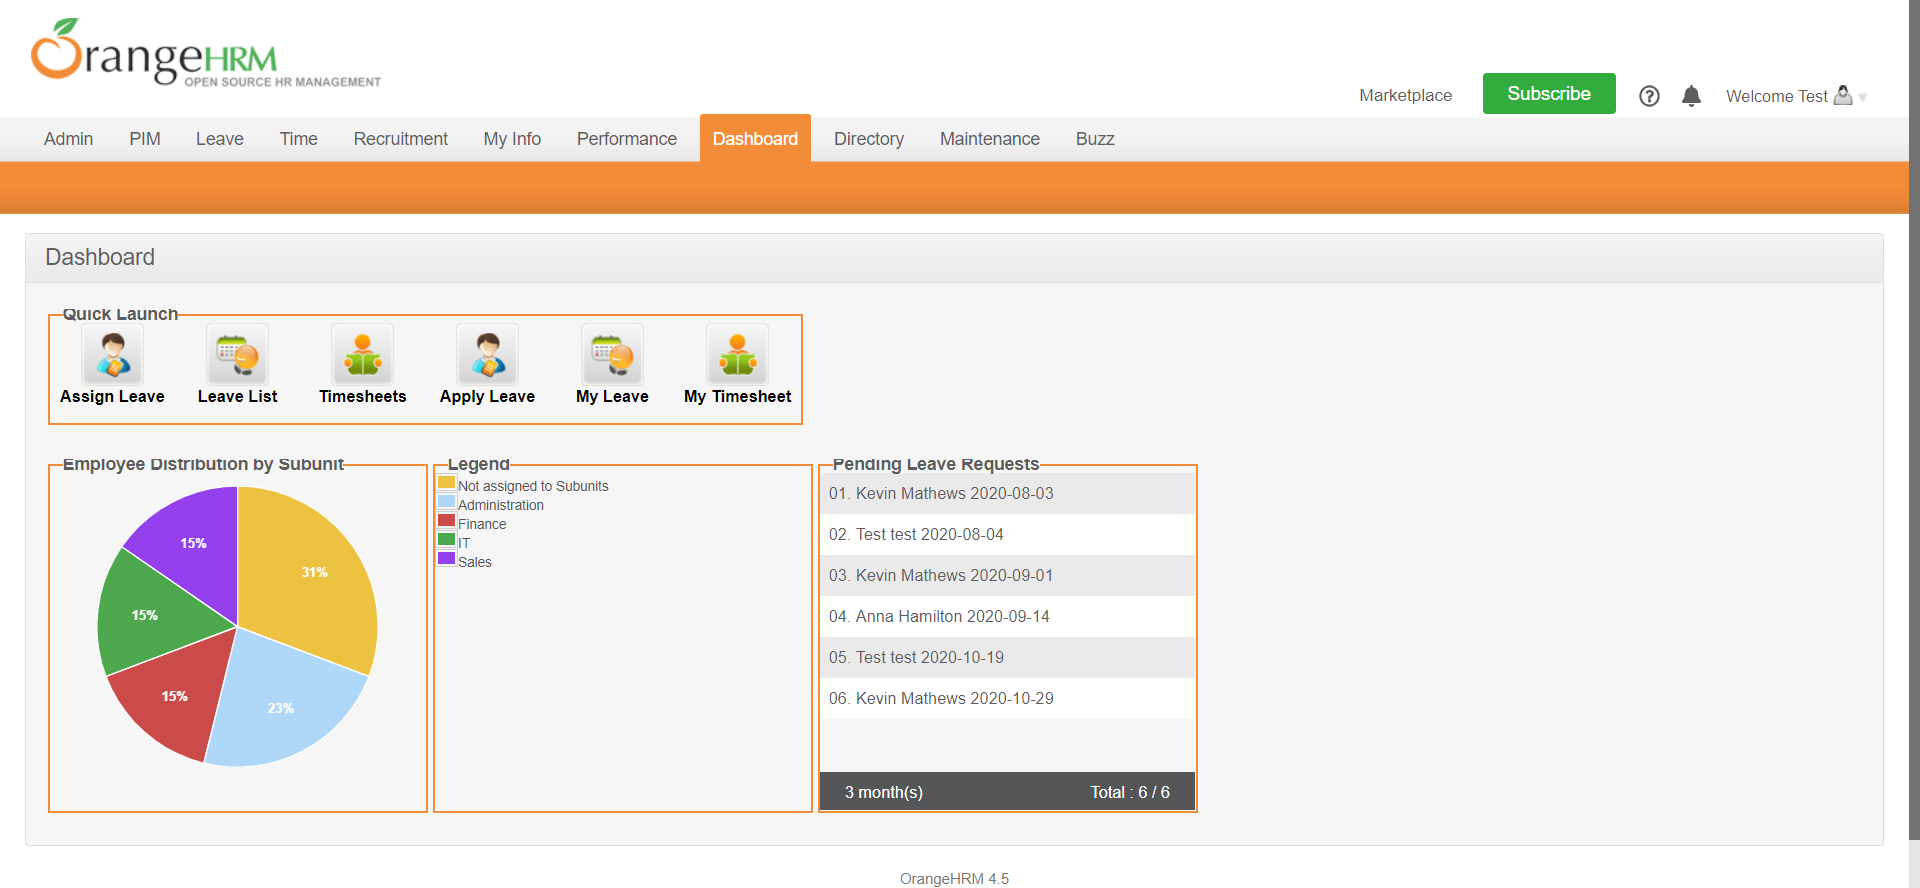 OrangeHRM
OPEN SOURCE HR MANAGEMENT
Marketplace
Subscribe
Welcome Test
Admin
PIM
Leave
Time
Recruitment
My Info
Performance
Dashboard
Directory
Maintenance
Buzz
Dashboard
Quick Launch
Assign Leave
Leave List
Timesheets
Apply Leave
My Leave
My Timesheet
Employee Distribution by Subunit
31%
23%
15%
15%
15%
Legend
Not assigned to Subunits
Administration
Finance
IT
Sales
Pending Leave Requests
01. Kevin Mathews 2020-08-03
02. Test test 2020-08-04
03. Kevin Mathews 2020-09-01
04. Anna Hamilton 2020-09-14
05. Test test 2020-10-19
06. Kevin Mathews 2020-10-29
3 month(s)
Total : 6 / 6
OrangeHRM 4.5